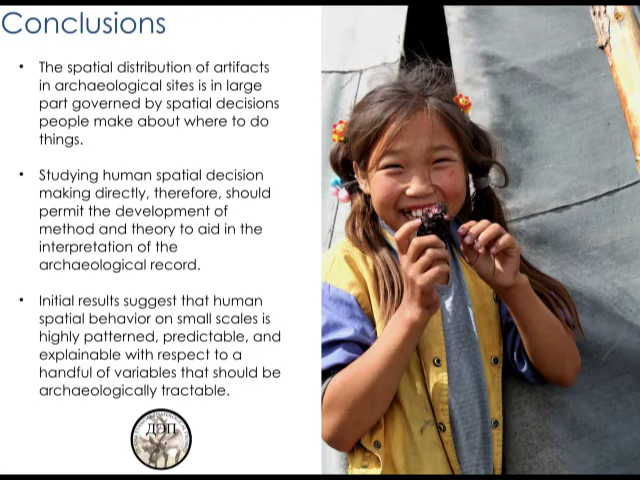 Conclusions
• The spatial distribution of artifacts
in archaeological sites is in large
part governed by spatial decisions
people make about where to do
things.
• Studying human spatial decision
making directly, therefore, should
permit the development of
method and theory to aid in the
interpretation of the
archaeological record.
• Initial results suggest that human
spatial behavior on small scales is
highly patterned, predictable, and
explainable with respect to a
handful of variables that should be
archaeologically tractable.
ДЭП